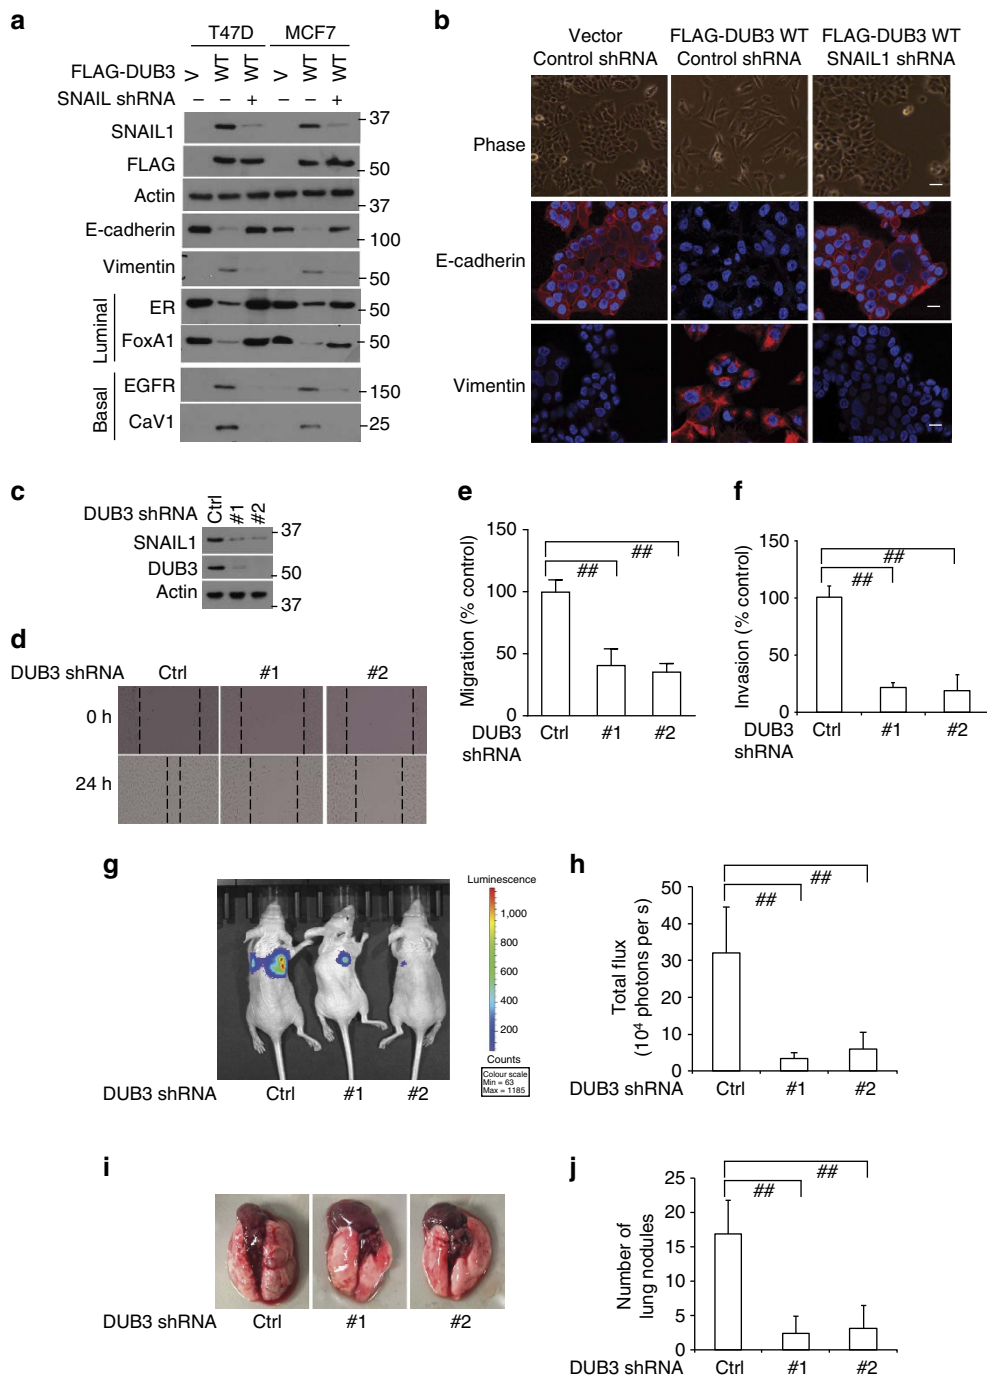 a
T47D MCF7
FLAG-DUB3 V WT WT V WT WT
SNAIL shRNA – – + – – +
SNAIL1 37
FLAG 50
Actin 37
E-cadherin 100
Vimentin 50
Luminal
ER 50
FoxA1 50
Basal
EGFR 150
CaV1 25
b
Vector Control shRNA
FLAG-DUB3 WT Control shRNA
FLAG-DUB3 WT SNAIL1 shRNA
Phase
E-cadherin
Vimentin
c
DUB3 shRNA Ctrl #1 #2
SNAIL1 37
DUB3 50
Actin 37
d
DUB3 shRNA Ctrl #1 #2
0 h
24 h
e
Migration (% control)
150
100
50
0
## ##
DUB3 shRNA Ctrl #1 #2
f
Invasion (% control)
150
100
50
0
## ##
DUB3 shRNA Ctrl #1 #2
g
Luminescence
1,000
800
600
400
200
Counts
Colour scale
Min = 63
Max = 1185
DUB3 shRNA Ctrl #1 #2
h
Total flux
(10⁴ photons per s)
50
40
30
20
10
0
## ##
DUB3 shRNA Ctrl #1 #2
i
DUB3 shRNA Ctrl #1 #2
j
Number of
lung nodules
25
20
15
10
5
0
## ##
DUB3 shRNA Ctrl #1 #2